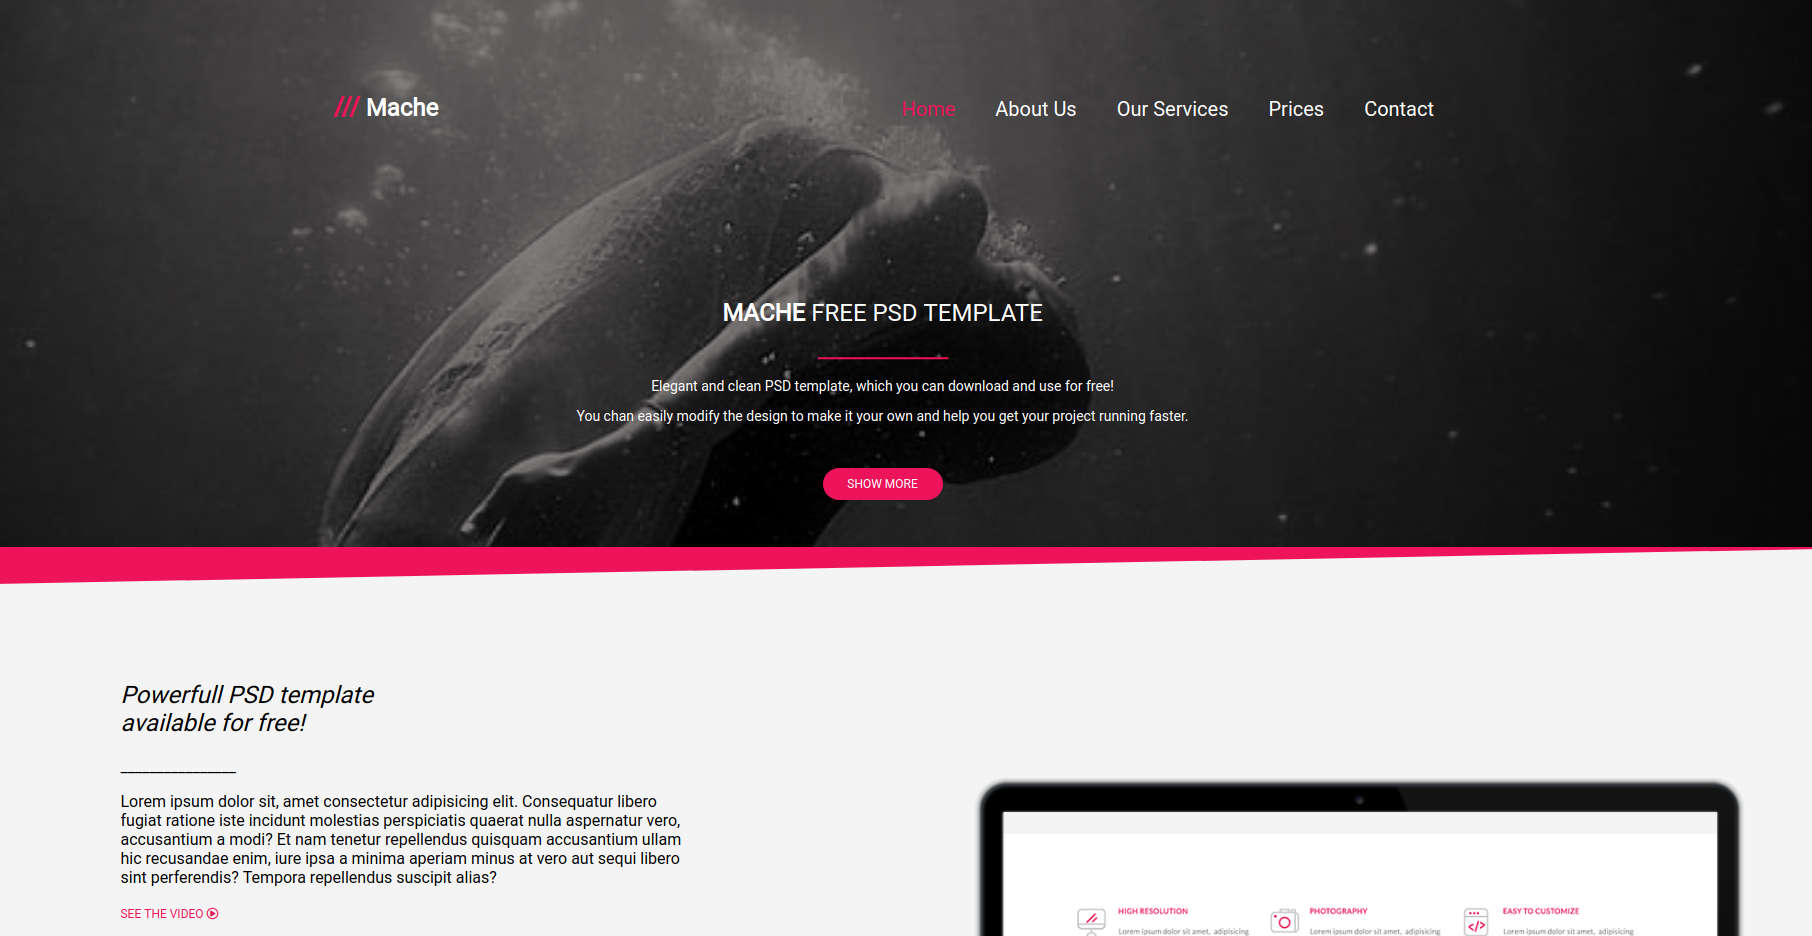 /// Mache
Home About Us Our Services Prices Contact
MACHE FREE PSD TEMPLATE
Elegant and clean PSD template, which you can download and use for free!
You chan easily modify the design to make it your own and help you get your project running faster.
SHOW MORE
Powerfull PSD template
available for free!
Lorem ipsum dolor sit, amet consectetur adipisicing elit. Consequatur libero
fugiat ratione iste incidunt molestias perspiciatis quaerat nulla aspernatur vero,
accusantium a modi? Et nam tenetur repellendus quisquam accusantium ullam
hic recusandae enim, iure ipsa a minima aperiam minus at vero aut sequi libero
sint perferendis? Tempora repellendus suscipit alias?
SEE THE VIDEO
HIGH RESOLUTION
Lorem ipsum dolor sit amet, adipisicing
PHOTOGRAPHY
Lorem ipsum dolor sit amet, adipisicing
EASY TO CUSTOMIZE
Lorem ipsum dolor sit amet, adipisicing